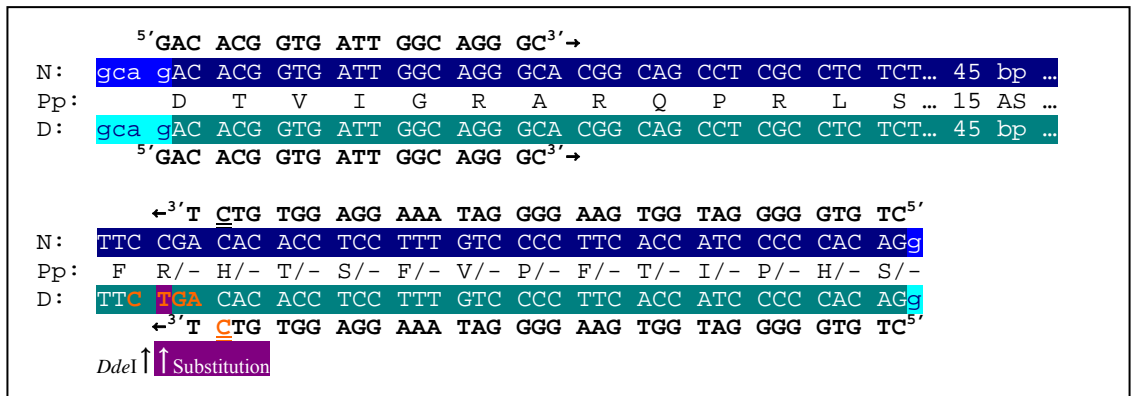 5′GAC ACG GTG ATT GGC AGG GC3′→
N: gca gAC ACG GTG ATT GGC AGG GCA CGG CAG CCT CGC CTC TCT… 45 bp …
Pp: D T V I G R A R Q P R L S … 15 AS …
D: gca gAC ACG GTG ATT GGC AGG GCA CGG CAG CCT CGC CTC TCT… 45 bp …
5′GAC ACG GTG ATT GGC AGG GC3′→
←3′T CTG TGG AGG AAA TAG GGG AAG TGG TAG GGG GTG TC5′
N: TTC CGA CAC ACC TCC TTT GTC CCC TTC ACC ATC CCC CAC AGg
Pp: F R/- H/- T/- S/- F/- V/- P/- F/- T/- I/- P/- H/- S/-
D: TTC TGA CAC ACC TCC TTT GTC CCC TTC ACC ATC CCC CAC AGg
←3′T CTG TGG AGG AAA TAG GGG AAG TGG TAG GGG GTG TC5′
DdeI↑ ↑Substitution